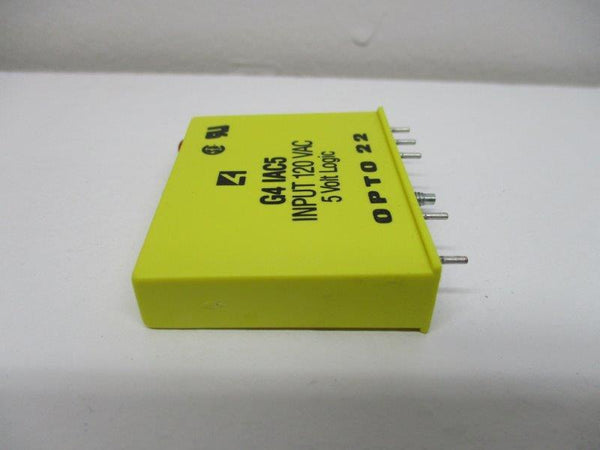 G4 IAC5
INPUT 120 VAC
5 Volt Logic
OPTO 22